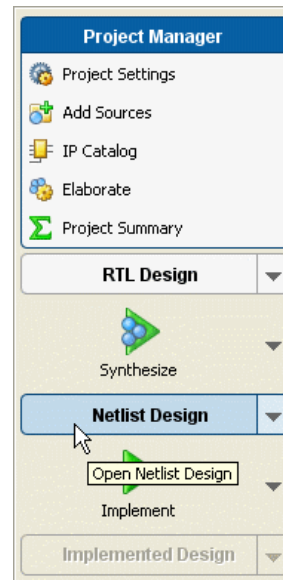 Project Manager
Project Settings
Add Sources
IP Catalog
Elaborate
Project Summary
RTL Design
Synthesize
Netlist Design
Open Netlist Design
Implement
Implemented Design